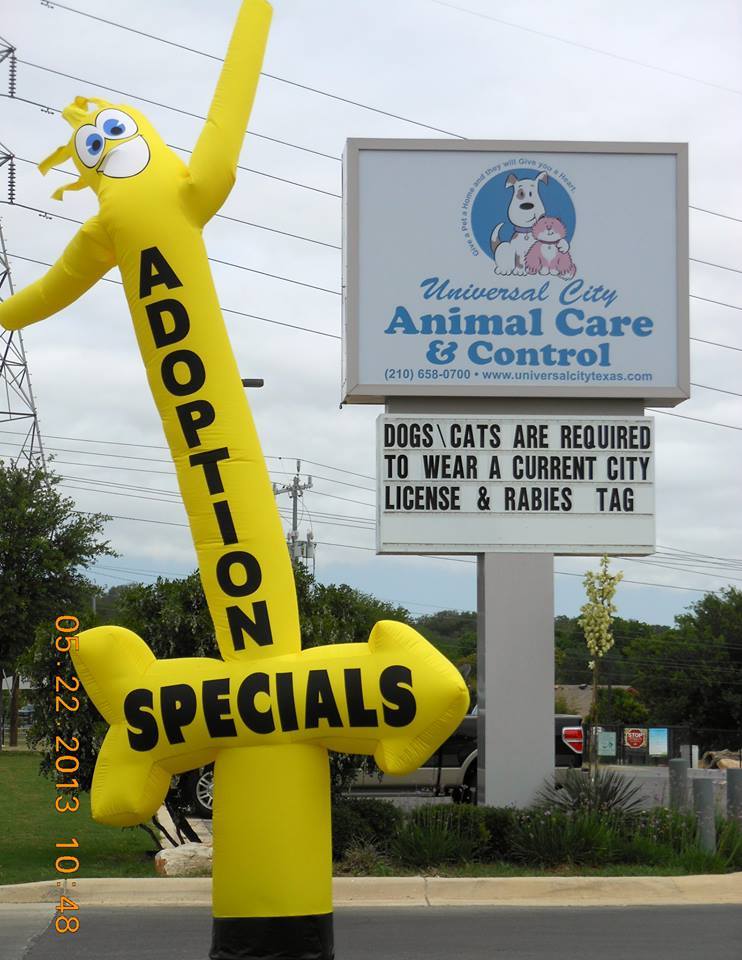 Give a Pet a Home and they will Give you a Heart.
Universal City
Animal Care
& Control
(210) 658-0700 • www.universalcitytexas.com
DOGS\CATS ARE REQUIRED
TO WEAR A CURRENT CITY
LICENSE & RABIES TAG
ADOPTION
SPECIALS
STOP
05.22.2013 10:48